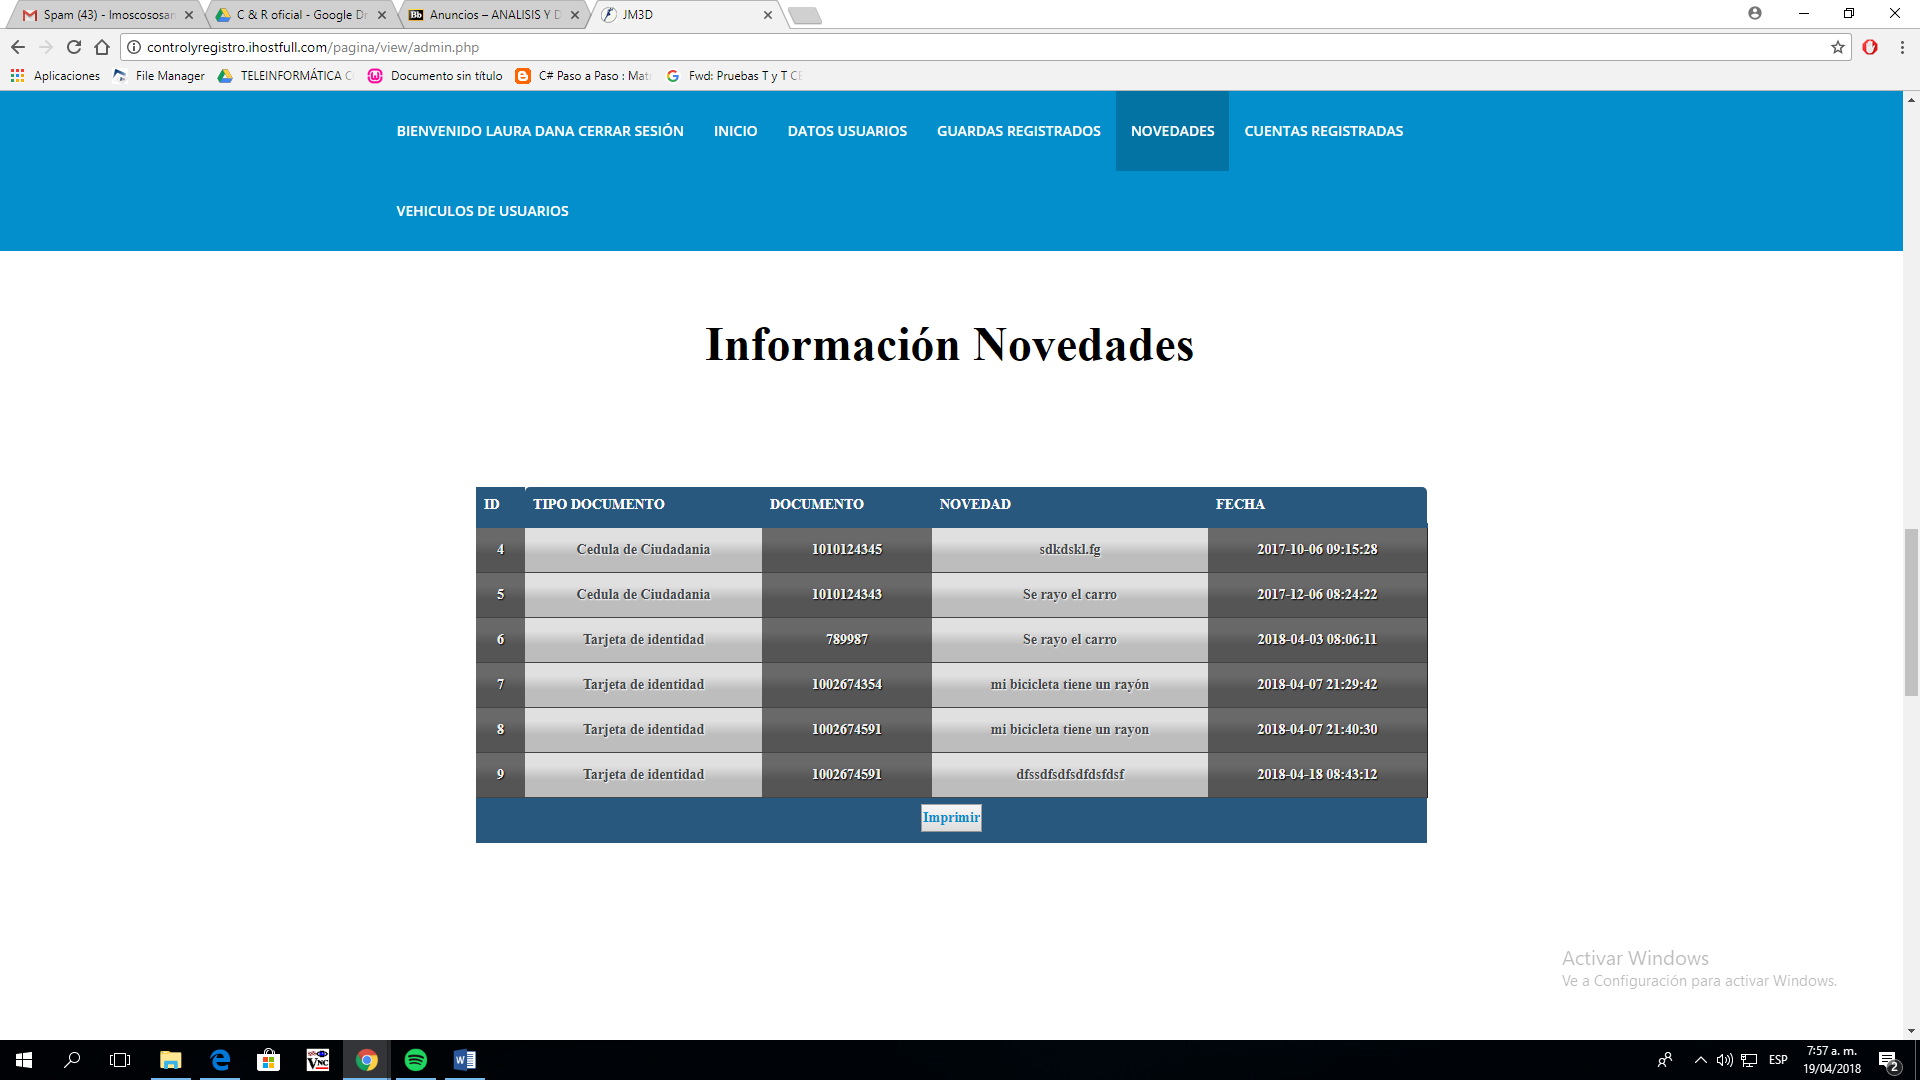 Spam (43) - lmoscososan
C & R oficial - Google Dr
Anuncios – ANALISIS Y D
JM3D
controlyregistro.ihostfull.com/pagina/view/admin.php
Aplicaciones File Manager TELEINFORMÁTICA C Documento sin título C# Paso a Paso : Mat Fwd: Pruebas T y T CE
BIENVENIDO LAURA DANA CERRAR SESIÓN INICIO DATOS USUARIOS GUARDAS REGISTRADOS NOVEDADES CUENTAS REGISTRADAS
VEHICULOS DE USUARIOS
Información Novedades
ID TIPO DOCUMENTO DOCUMENTO NOVEDAD FECHA
4 Cedula de Ciudadania 1010124345 sdkdskl.fg 2017-10-06 09:15:28
5 Cedula de Ciudadania 1010124343 Se rayo el carro 2017-12-06 08:24:22
6 Tarjeta de identidad 789987 Se rayo el carro 2018-04-03 08:06:11
7 Tarjeta de identidad 1002674354 mi bicicleta tiene un rayón 2018-04-07 21:29:42
8 Tarjeta de identidad 1002674591 mi bicicleta tiene un rayon 2018-04-07 21:40:30
9 Tarjeta de identidad 1002674591 dfssdfsdfsdfdsfdsf 2018-04-18 08:43:12
Imprimir
Activar Windows
Ve a Configuración para activar Windows.
ESP
7:57 a. m.
19/04/2018
2